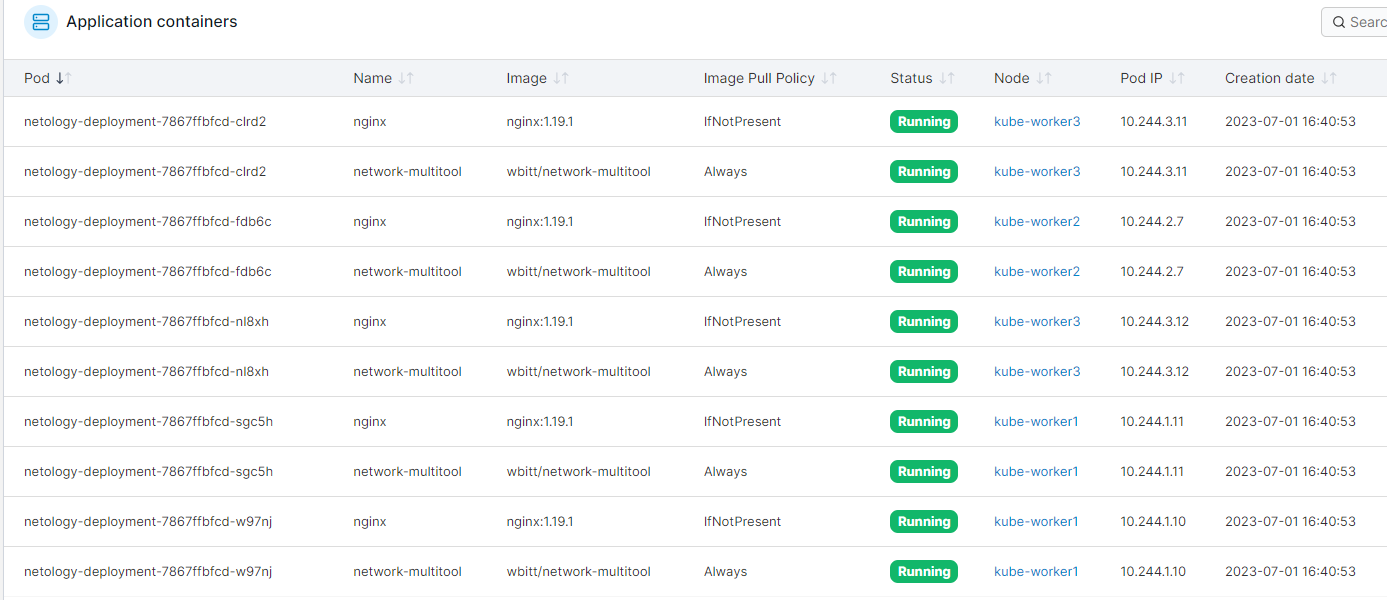 Application containers
Searc
Pod Name Image Image Pull Policy Status Node Pod IP Creation date
netology-deployment-7867ffbfcd-clrd2 nginx nginx:1.19.1 IfNotPresent Running kube-worker3 10.244.3.11 2023-07-01 16:40:53
netology-deployment-7867ffbfcd-clrd2 network-multitool wbitt/network-multitool Always Running kube-worker3 10.244.3.11 2023-07-01 16:40:53
netology-deployment-7867ffbfcd-fdb6c nginx nginx:1.19.1 IfNotPresent Running kube-worker2 10.244.2.7 2023-07-01 16:40:53
netology-deployment-7867ffbfcd-fdb6c network-multitool wbitt/network-multitool Always Running kube-worker2 10.244.2.7 2023-07-01 16:40:53
netology-deployment-7867ffbfcd-nl8xh nginx nginx:1.19.1 IfNotPresent Running kube-worker3 10.244.3.12 2023-07-01 16:40:53
netology-deployment-7867ffbfcd-nl8xh network-multitool wbitt/network-multitool Always Running kube-worker3 10.244.3.12 2023-07-01 16:40:53
netology-deployment-7867ffbfcd-sgc5h nginx nginx:1.19.1 IfNotPresent Running kube-worker1 10.244.1.11 2023-07-01 16:40:53
netology-deployment-7867ffbfcd-sgc5h network-multitool wbitt/network-multitool Always Running kube-worker1 10.244.1.11 2023-07-01 16:40:53
netology-deployment-7867ffbfcd-w97nj nginx nginx:1.19.1 IfNotPresent Running kube-worker1 10.244.1.10 2023-07-01 16:40:53
netology-deployment-7867ffbfcd-w97nj network-multitool wbitt/network-multitool Always Running kube-worker1 10.244.1.10 2023-07-01 16:40:53